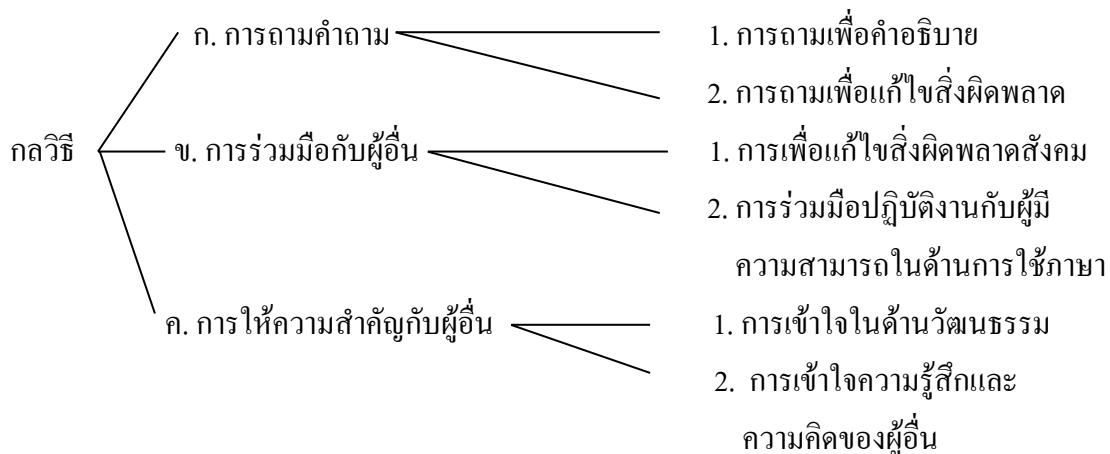 ก. การถามคำถาม 1. การถามเพื่อคำอธิบาย
2. การถามเพื่อแก้ไขสิ่งผิดพลาด
กลวิธี ข. การร่วมมือกับผู้อื่น 1. การเพื่อแก้ไขสิ่งผิดพลาดสังคม
2. การร่วมมือปฏิบัติงานกับผู้มี
ความสามารถในด้านการใช้ภาษา
ค. การให้ความสำคัญกับผู้อื่น 1. การเข้าใจในด้านวัฒนธรรม
2. การเข้าใจความรู้สึกและ
ความคิดของผู้อื่น